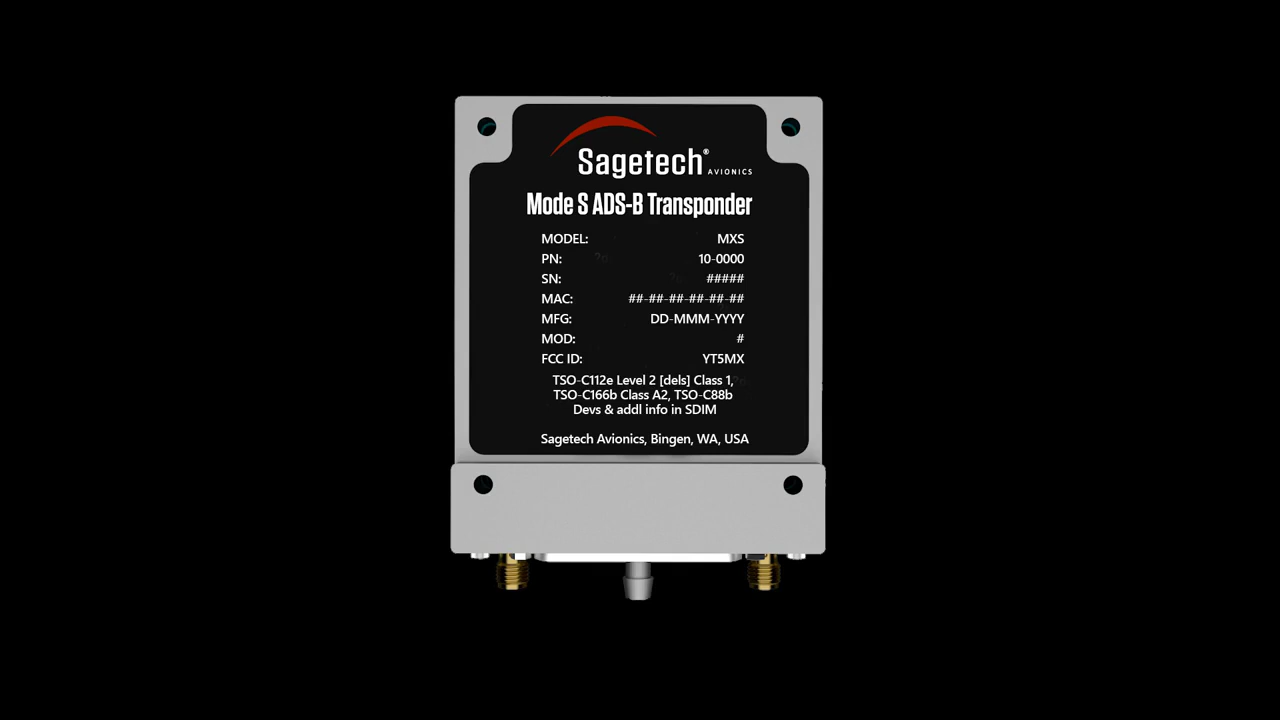 Sagetech® AVIONICS
Mode S ADS-B Transponder
MODEL: MXS
PN: 10-0000
SN: #####
MAC: ##-##-##-##-##-##
MFG: DD-MMM-YYYY
MOD: #
FCC ID: YT5MX
TSO-C112e Level 2 [dels] Class 1,
TSO-C166b Class A2, TSO-C88b
Devs & addl info in SDIM
Sagetech Avionics, Bingen, WA, USA